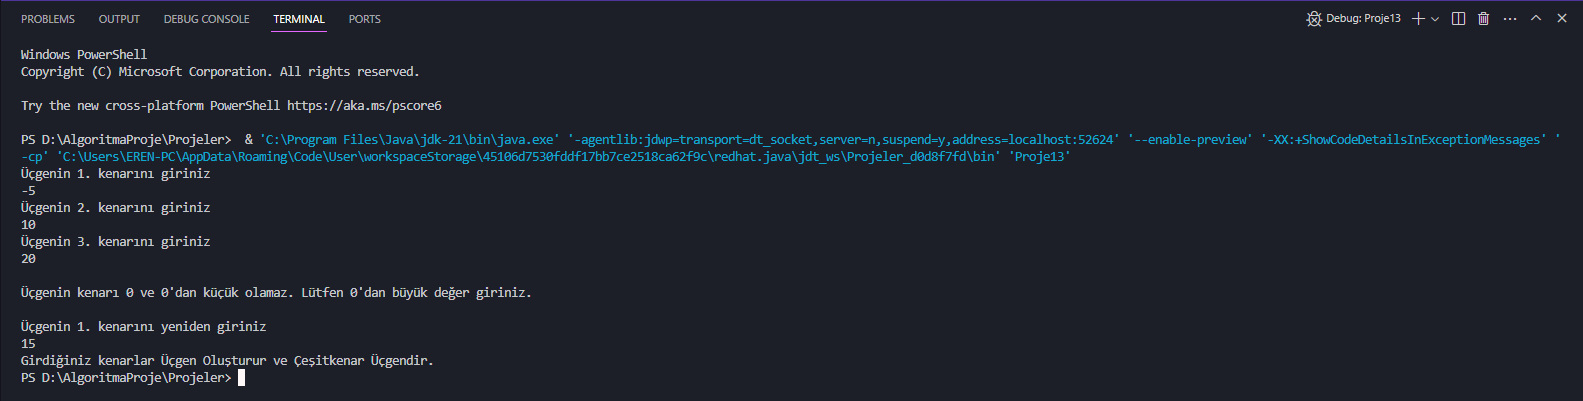 PROBLEMS OUTPUT DEBUG CONSOLE TERMINAL PORTS Debug: Proje13
Windows PowerShell
Copyright (C) Microsoft Corporation. All rights reserved.
Try the new cross-platform PowerShell https://aka.ms/pscore6
PS D:\AlgoritmaProje\Projeler>  & 'C:\Program Files\Java\jdk-21\bin\java.exe' '-agentlib:jdwp=transport=dt_socket,server=n,suspend=y,address=localhost:52624' '--enable-preview' '-XX:+ShowCodeDetailsInExceptionMessages' '
-cp' 'C:\Users\EREN-PC\AppData\Roaming\Code\User\workspaceStorage\45106d7530fddf17bb7ce2518ca62f9c\redhat.java\jdt_ws\Projeler_d0d8f7fd\bin' 'Proje13'
Üçgenin 1. kenarını giriniz
-5
Üçgenin 2. kenarını giriniz
10
Üçgenin 3. kenarını giriniz
20
Üçgenin kenarı 0 ve 0'dan küçük olamaz. Lütfen 0'dan büyük değer giriniz.
Üçgenin 1. kenarını yeniden giriniz
15
Girdiğiniz kenarlar Üçgen Oluşturur ve Çeşitkenar Üçgendir.
PS D:\AlgoritmaProje\Projeler>